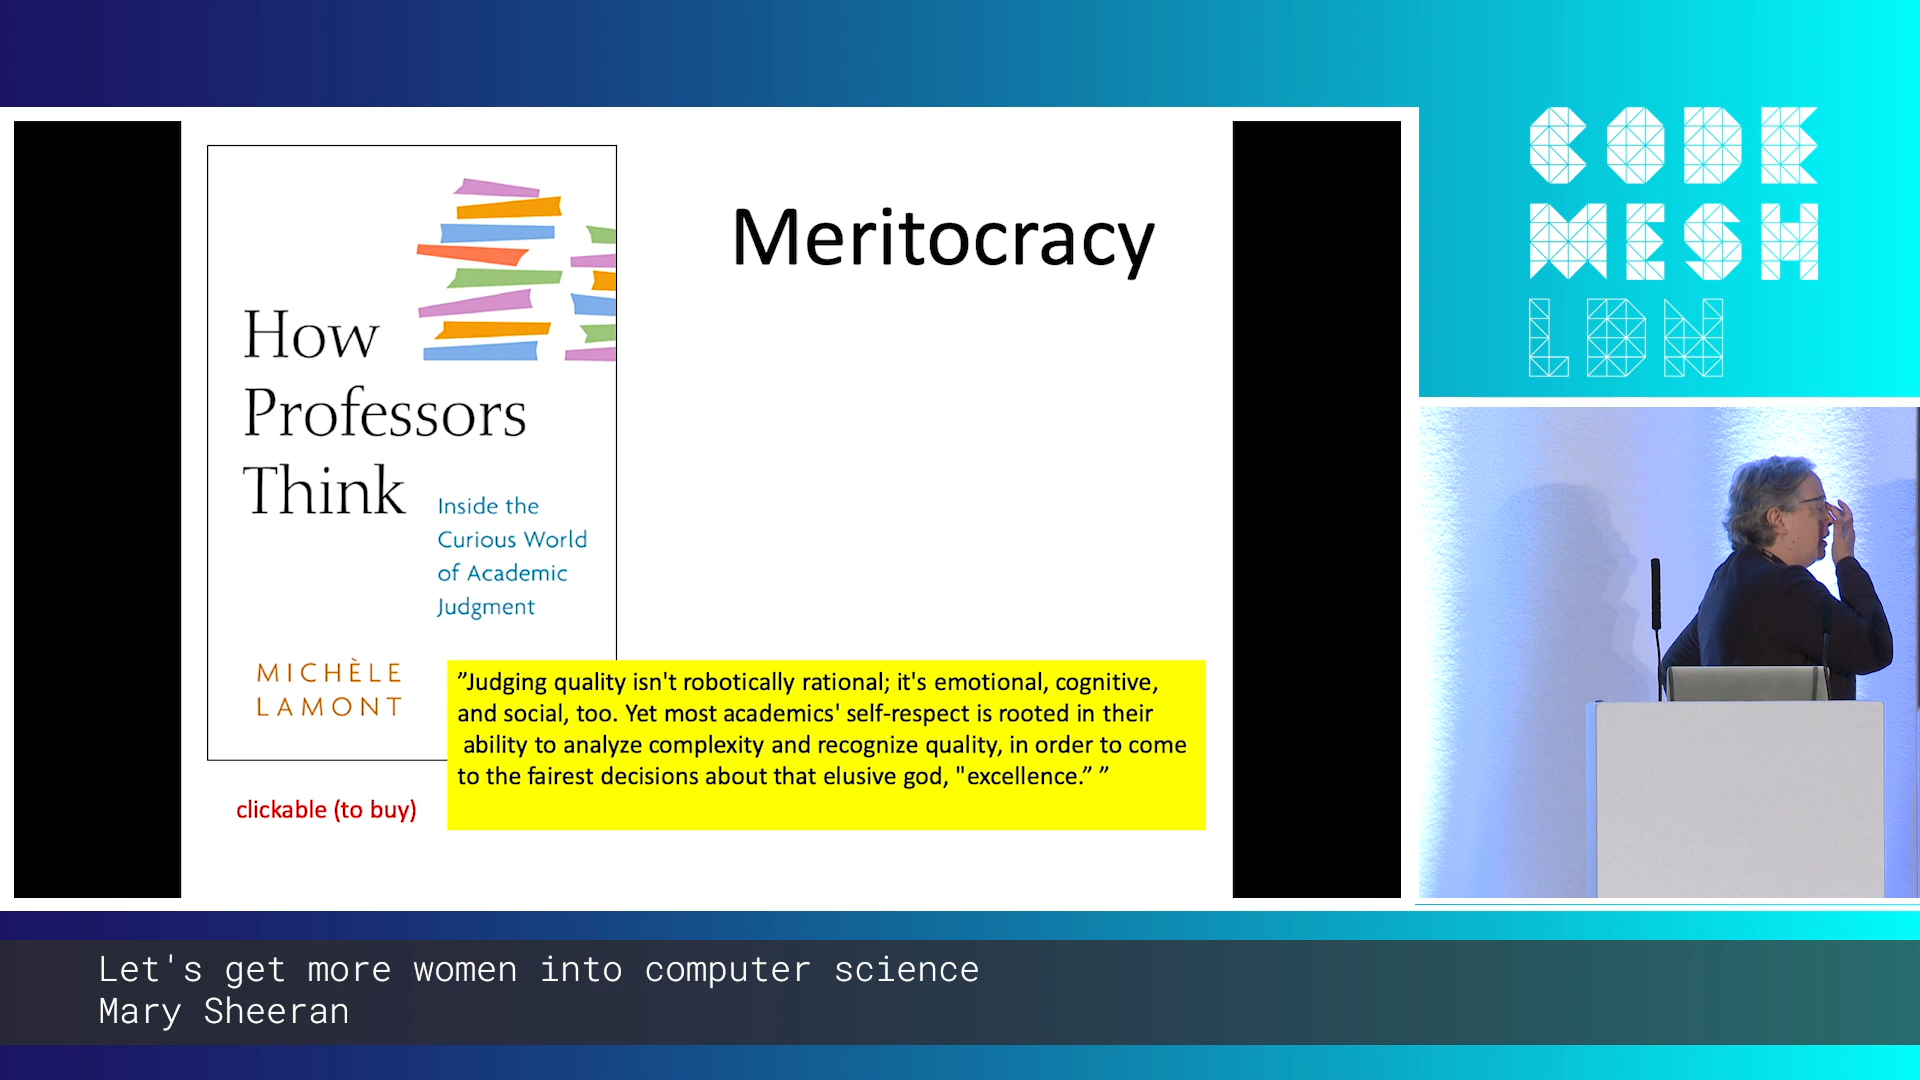 Meritocracy
How
Professors
Think
Inside the
Curious World
of Academic
Judgment
MICHÈLE
LAMONT
”Judging quality isn't robotically rational; it's emotional, cognitive,
and social, too. Yet most academics' self-respect is rooted in their
ability to analyze complexity and recognize quality, in order to come
to the fairest decisions about that elusive god, "excellence.” ”
clickable (to buy)
CODE
MESH
LDN
Let's get more women into computer science
Mary Sheeran